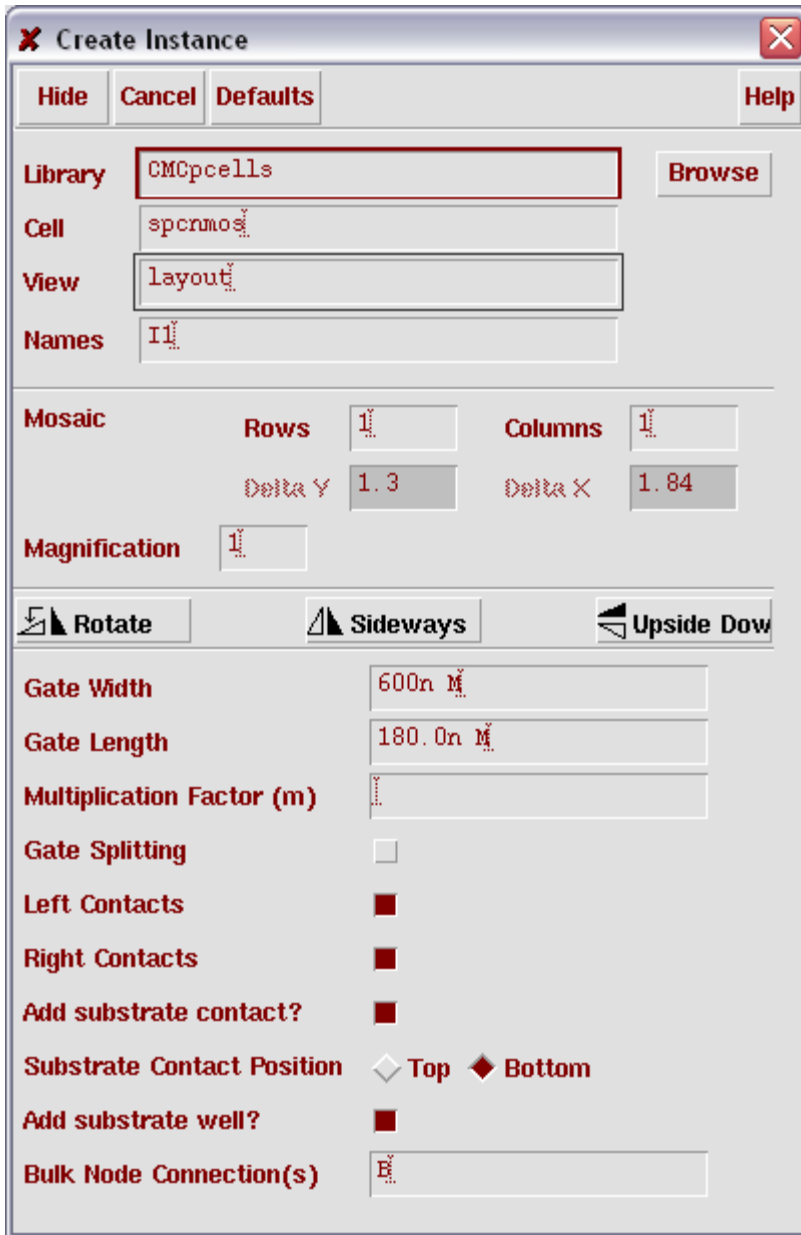 Create Instance
Hide Cancel Defaults Help
Library CMCpcells Browse
Cell spcnmos
View layout
Names I1
Mosaic Rows 1 Columns 1
Delta Y 1.3 Delta X 1.84
Magnification 1
Rotate Sideways Upside Dow
Gate Width 600n M
Gate Length 180.0n M
Multiplication Factor (m)
Gate Splitting
Left Contacts
Right Contacts
Add substrate contact?
Substrate Contact Position Top Bottom
Add substrate well?
Bulk Node Connection(s) B